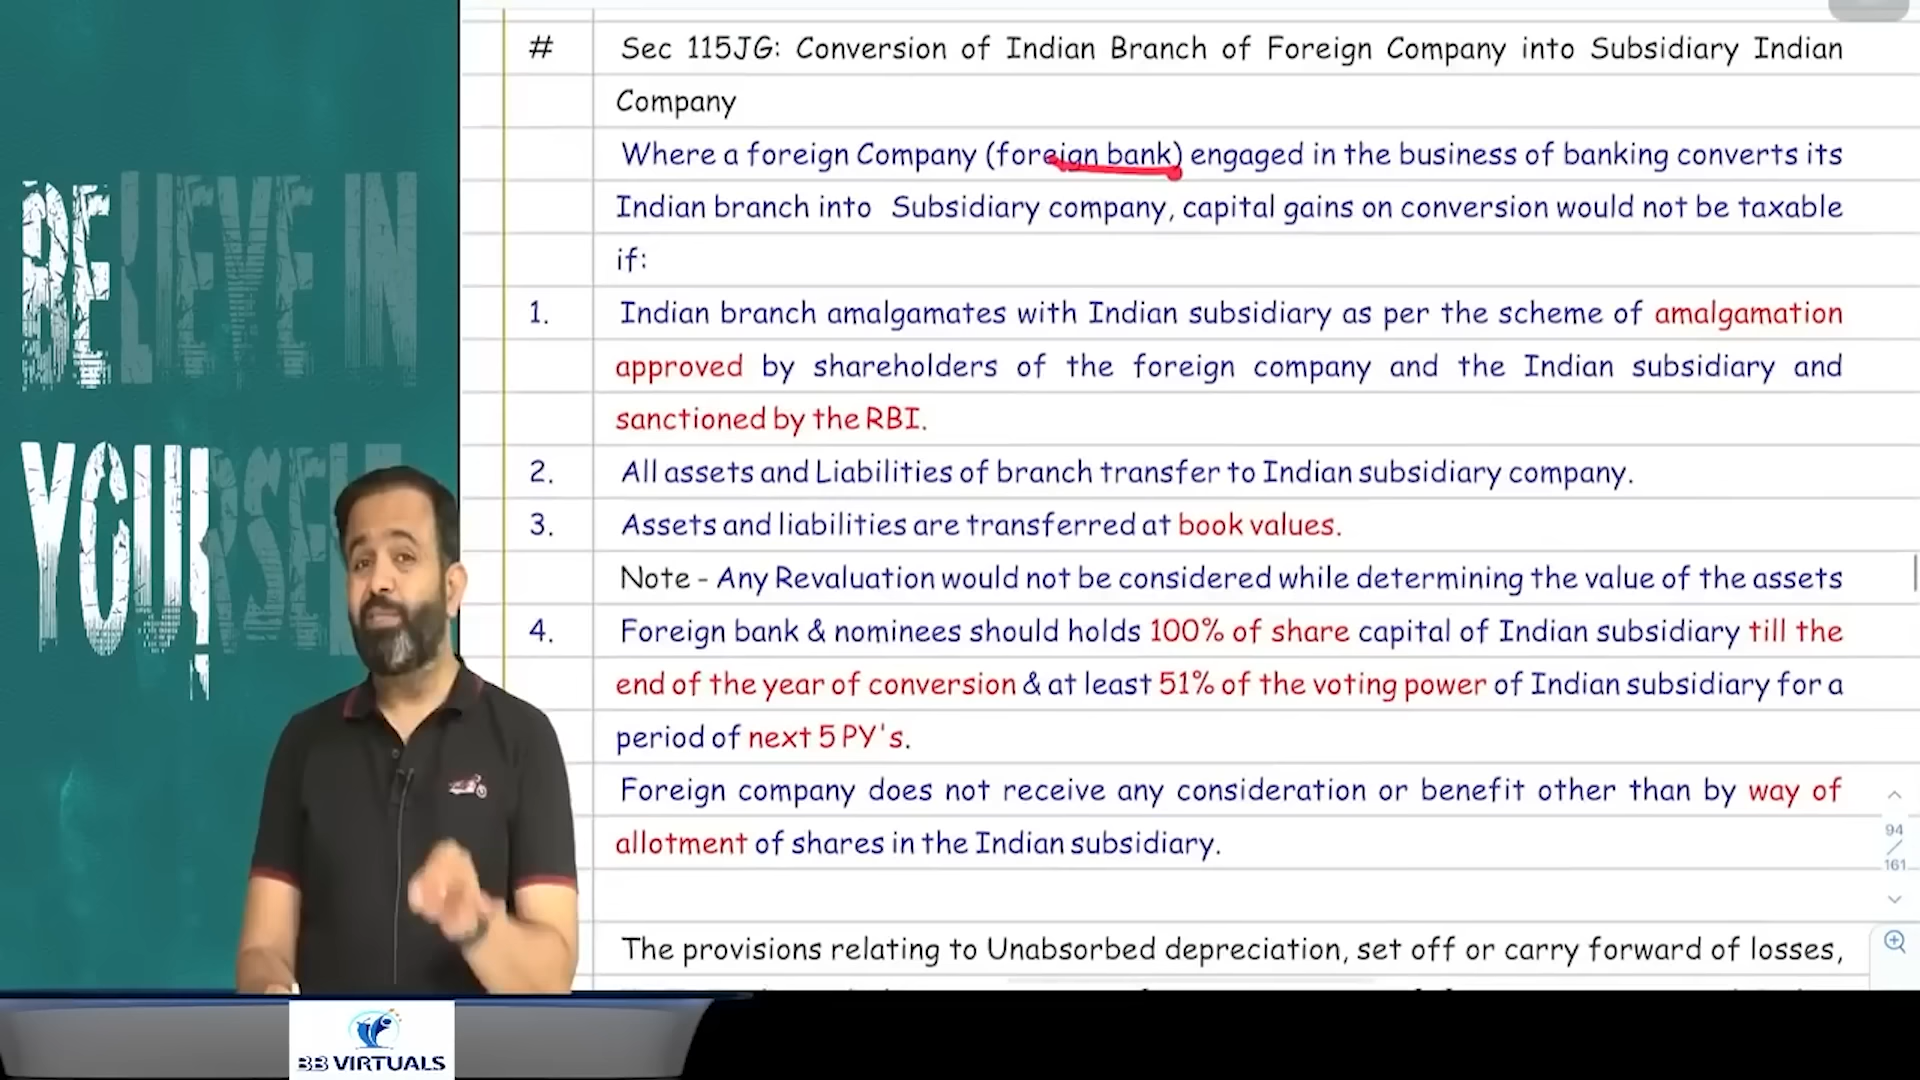 BELIEVE IN
# Sec 115JG: Conversion of Indian Branch of Foreign Company into Subsidiary Indian
Company
Where a foreign Company (foreign bank) engaged in the business of banking converts its
Indian branch into Subsidiary company, capital gains on conversion would not be taxable
if:
1. Indian branch amalgamates with Indian subsidiary as per the scheme of amalgamation
approved by shareholders of the foreign company and the Indian subsidiary and
sanctioned by the RBI.
2. All assets and Liabilities of branch transfer to Indian subsidiary company.
3. Assets and liabilities are transferred at book values.
Note - Any Revaluation would not be considered while determining the value of the assets
4. Foreign bank & nominees should holds 100% of share capital of Indian subsidiary till the
end of the year of conversion & at least 51% of the voting power of Indian subsidiary for a
period of next 5 PY's.
Foreign company does not receive any consideration or benefit other than by way of
allotment of shares in the Indian subsidiary.
The provisions relating to Unabsorbed depreciation, set off or carry forward of losses,
94
/
161
BB VIRTUALS